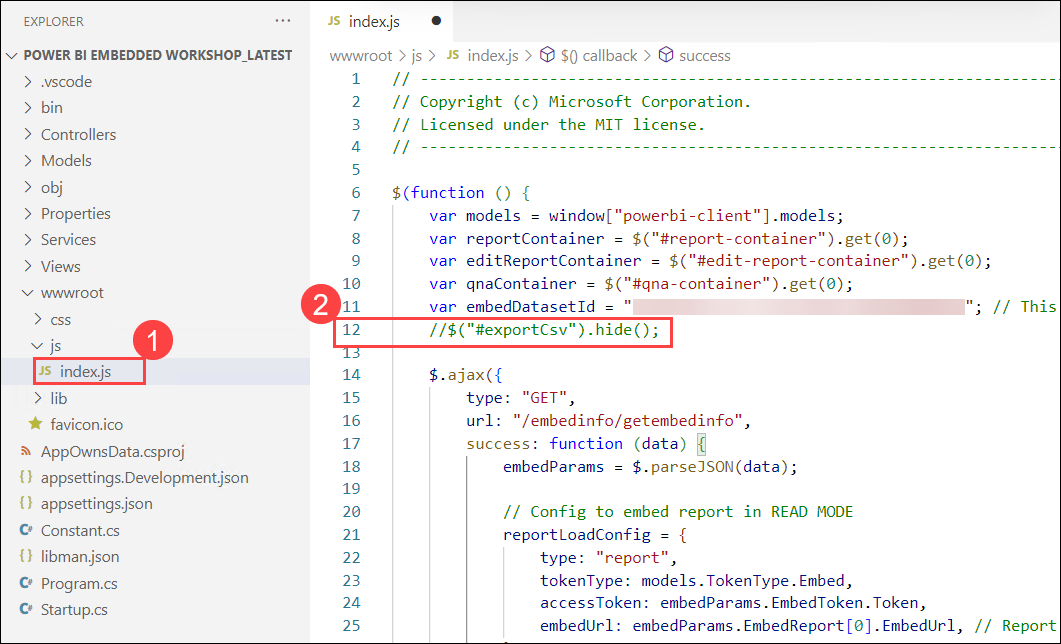 EXPLORER ···
POWER BI EMBEDDED WORKSHOP_LATEST
.vscode
bin
Controllers
Models
obj
Properties
Services
Views
wwwroot
css
js
1
JS index.js
lib
favicon.ico
AppOwnsData.csproj
{} appsettings.Development.json
{} appsettings.json
C# Constant.cs
{} libman.json
C# Program.cs
C# Startup.cs
JS index.js ●
wwwroot > js > JS index.js > $() callback > success
1 // ----------------------------------------------------------------------
2 // Copyright (c) Microsoft Corporation.
3 // Licensed under the MIT license.
4 // ----------------------------------------------------------------------
5
6 $(function () {
7 var models = window["powerbi-client"].models;
8 var reportContainer = $("#report-container").get(0);
9 var editReportContainer = $("#edit-report-container").get(0);
10 var qnaContainer = $("#qna-container").get(0);
2
11 var embedDatasetId = " "; // This
12 //$("#exportCsv").hide();
13
14 $.ajax({
15 type: "GET",
16 url: "/embedinfo/getembedinfo",
17 success: function (data) {
18 embedParams = $.parseJSON(data);
19
20 // Config to embed report in READ MODE
21 reportLoadConfig = {
22 type: "report",
23 tokenType: models.TokenType.Embed,
24 accessToken: embedParams.EmbedToken.Token,
25 embedUrl: embedParams.EmbedReport[0].EmbedUrl, // Report